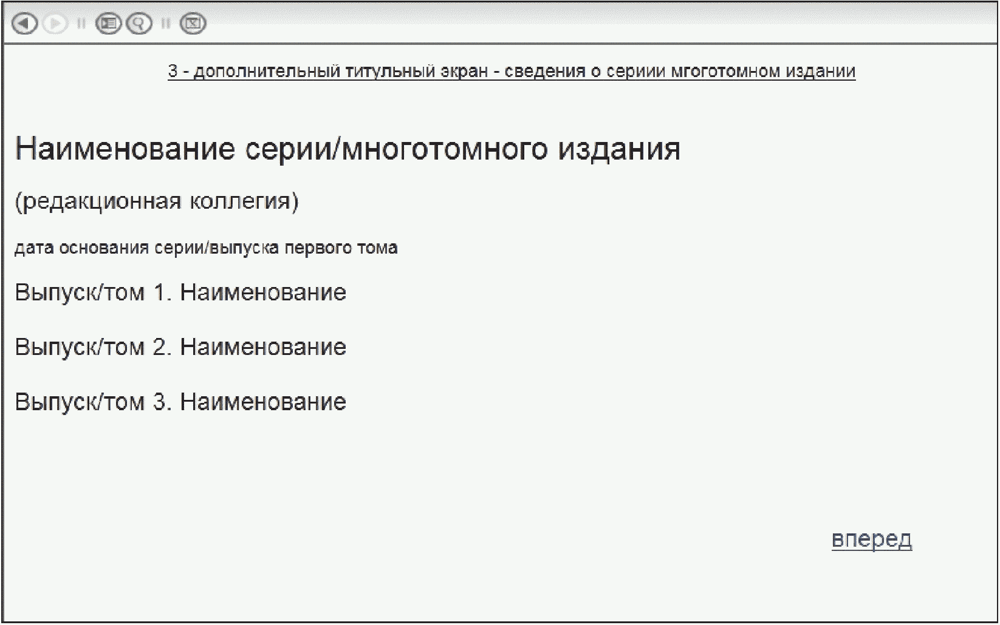 3 - дополнительный титульный экран - сведения о сериии мгоготомном издании
Наименование серии/многотомного издания
(редакционная коллегия)
дата основания серии/выпуска первого тома
Выпуск/том 1. Наименование
Выпуск/том 2. Наименование
Выпуск/том 3. Наименование
вперед